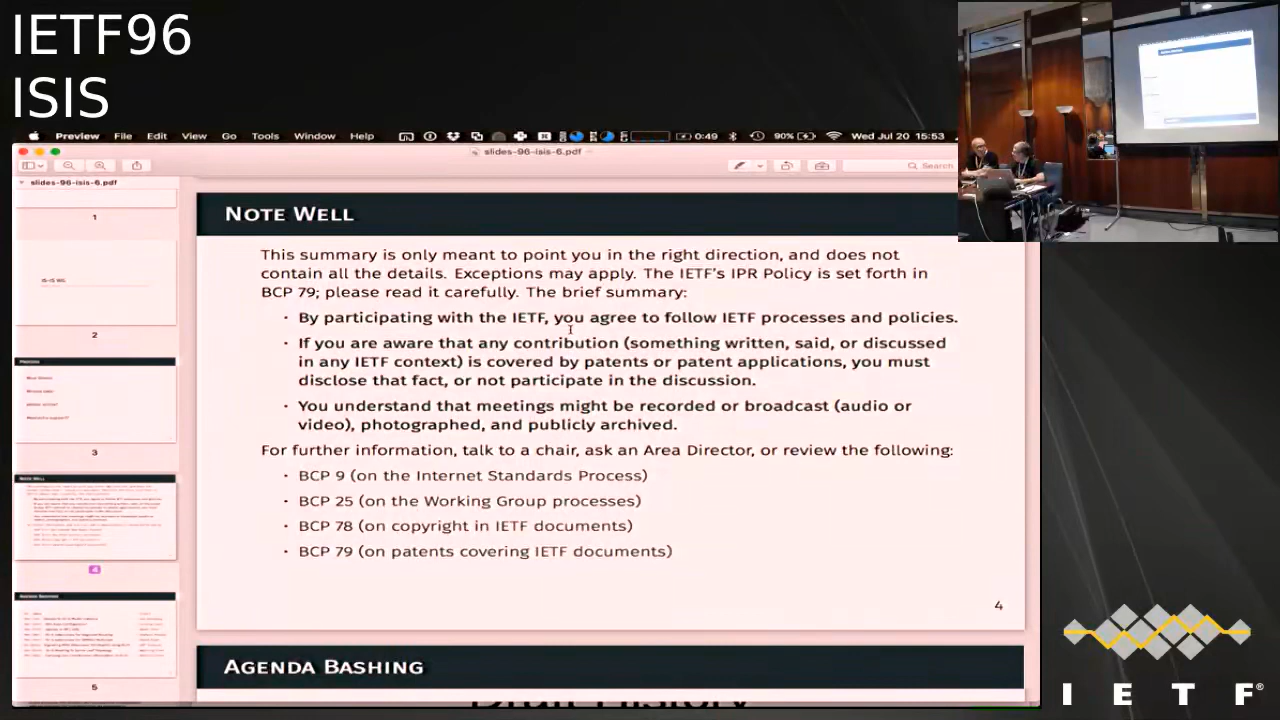 IETF96
ISIS
Preview File Edit View Go Tools Window Help 0:49 90% Wed Jul 20 15:53
slides-96-isis-6.pdf
Search
slides-96-isis-6.pdf
1
IS-IS WG
2
3
NOTE WELL
4
AGENDA BASHING
5
NOTE WELL
This summary is only meant to point you in the right direction, and does not
contain all the details. Exceptions may apply. The IETF's IPR Policy is set forth in
BCP 79; please read it carefully. The brief summary:
· By participating with the IETF, you agree to follow IETF processes and policies.
· If you are aware that any contribution (something written, said, or discussed
in any IETF context) is covered by patents or patent applications, you must
disclose that fact, or not participate in the discussion.
· You understand that meetings might be recorded or broadcast (audio or
video), photographed, and publicly archived.
For further information, talk to a chair, ask an Area Director, or review the following:
· BCP 9 (on the Internet Standards Process)
· BCP 25 (on the Working Group processes)
· BCP 78 (on copyright in IETF documents)
· BCP 79 (on patents covering IETF documents)
4
AGENDA BASHING
Draft History
I E T F®